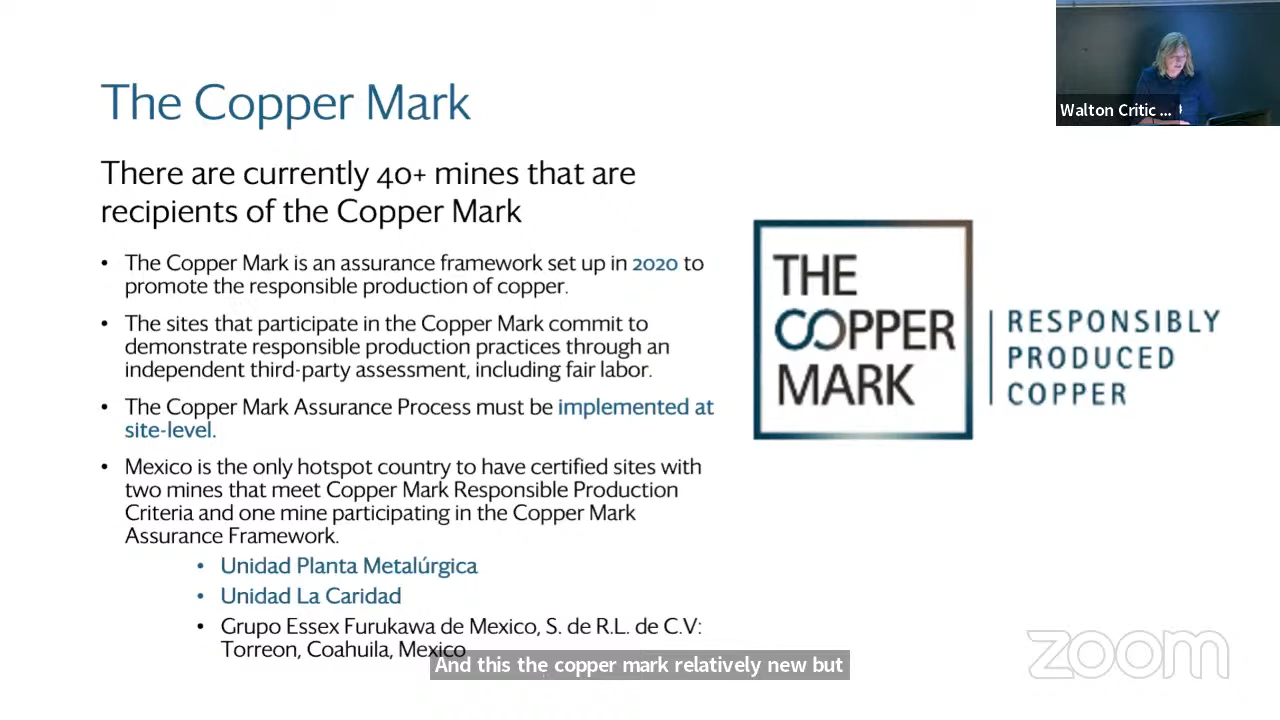 The Copper Mark
Walton Critic ...
There are currently 40+ mines that are
recipients of the Copper Mark
• The Copper Mark is an assurance framework set up in 2020 to
promote the responsible production of copper.
• The sites that participate in the Copper Mark commit to
demonstrate responsible production practices through an
independent third-party assessment, including fair labor.
• The Copper Mark Assurance Process must be implemented at
site-level.
• Mexico is the only hotspot country to have certified sites with
two mines that meet Copper Mark Responsible Production
Criteria and one mine participating in the Copper Mark
Assurance Framework.
• Unidad Planta Metalúrgica
• Unidad La Caridad
• Grupo Essex Furukawa de Mexico, S. de R.L. de C.V:
Torreon, Coahuila, Mexico
THE
COPPER
MARK
RESPONSIBLY
PRODUCED
COPPER
And this the copper mark relatively new but
zoom